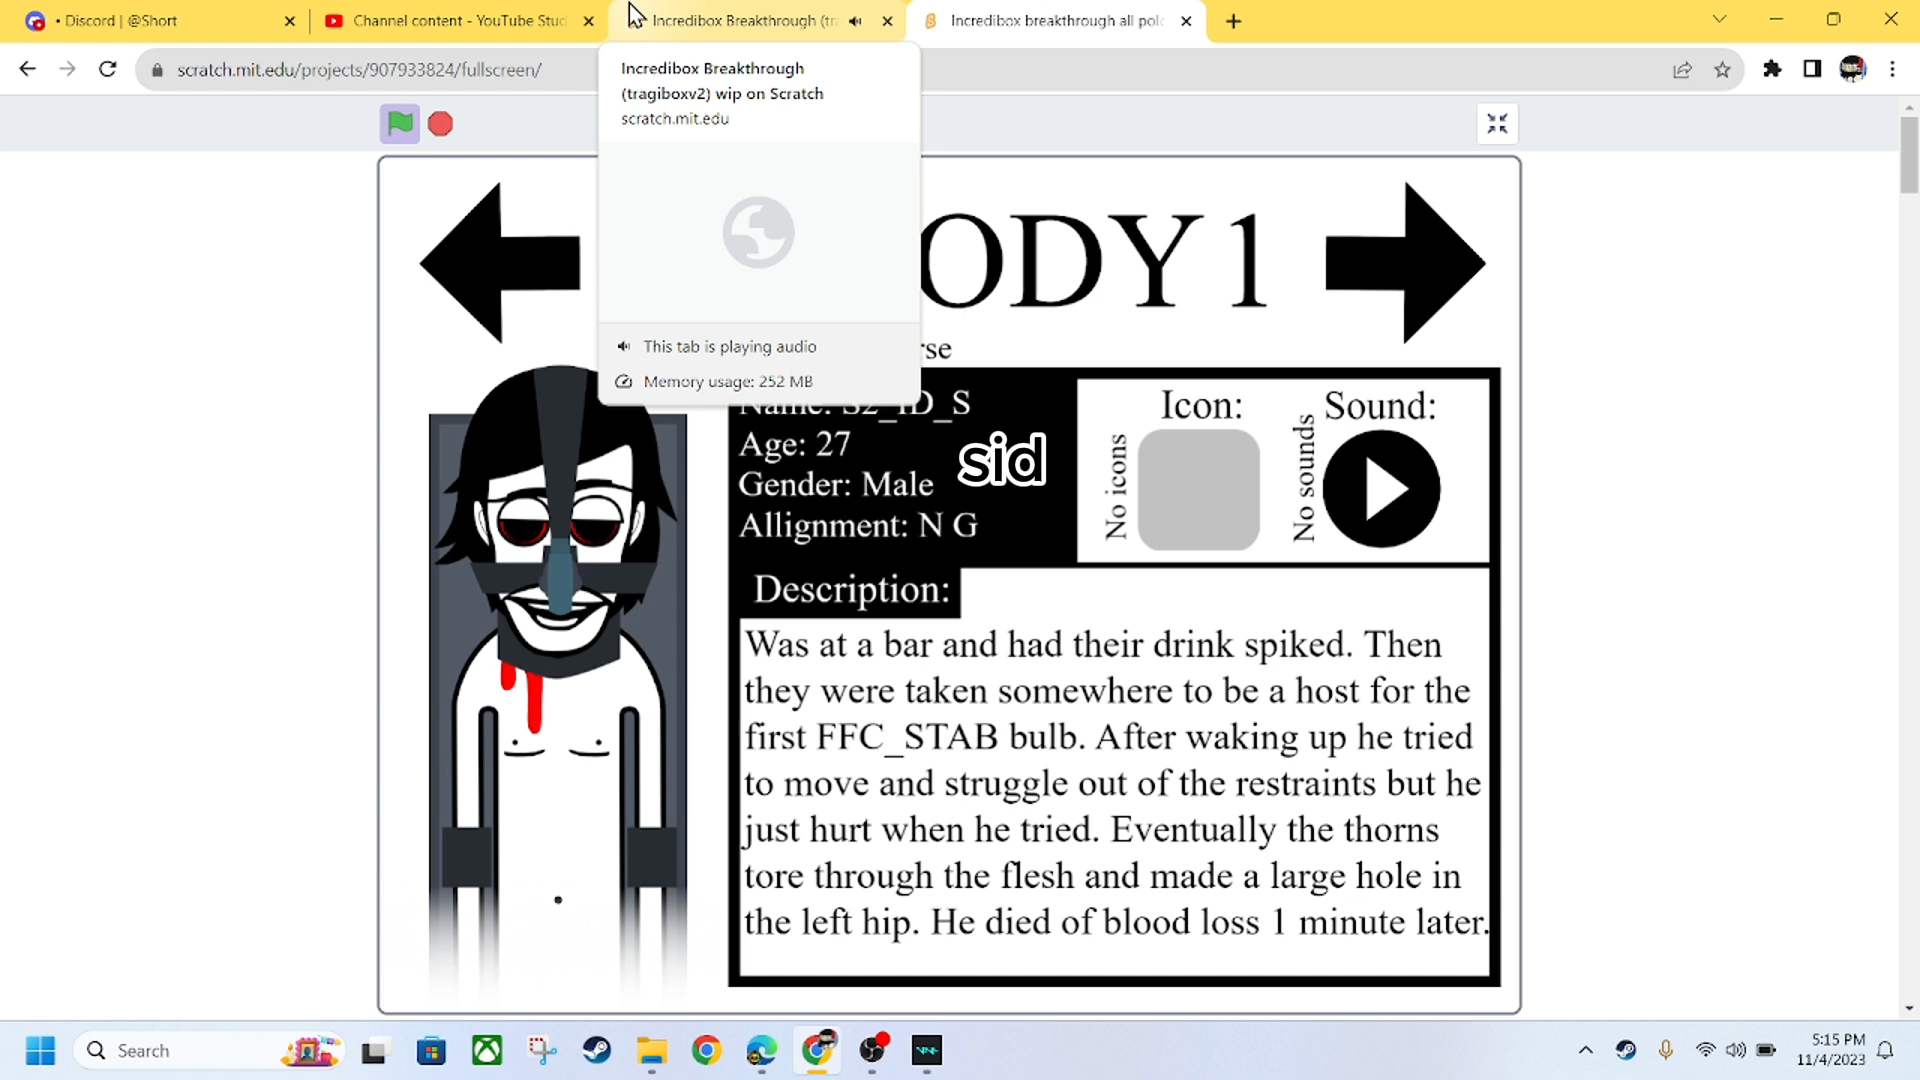 • Discord | @Short
Channel content - YouTube Stud
Incredibox Breakthrough (tra
Incredibox breakthrough all polo
scratch.mit.edu/projects/907933824/fullscreen/
Incredibox Breakthrough
(tragiboxv2) wip on Scratch
scratch.mit.edu
This tab is playing audio
Memory usage: 252 MB
ODY 1
rse
Name: S2_ID_S
Age: 27
Gender: Male
Allignment: N G
sid
No icons
Icon:
No sounds
Sound:
Description:
Was at a bar and had their drink spiked. Then
they were taken somewhere to be a host for the
first FFC_STAB bulb. After waking up he tried
to move and struggle out of the restraints but he
just hurt when he tried. Eventually the thorns
tore through the flesh and made a large hole in
the left hip. He died of blood loss 1 minute later.
Search
5:15 PM
11/4/2023